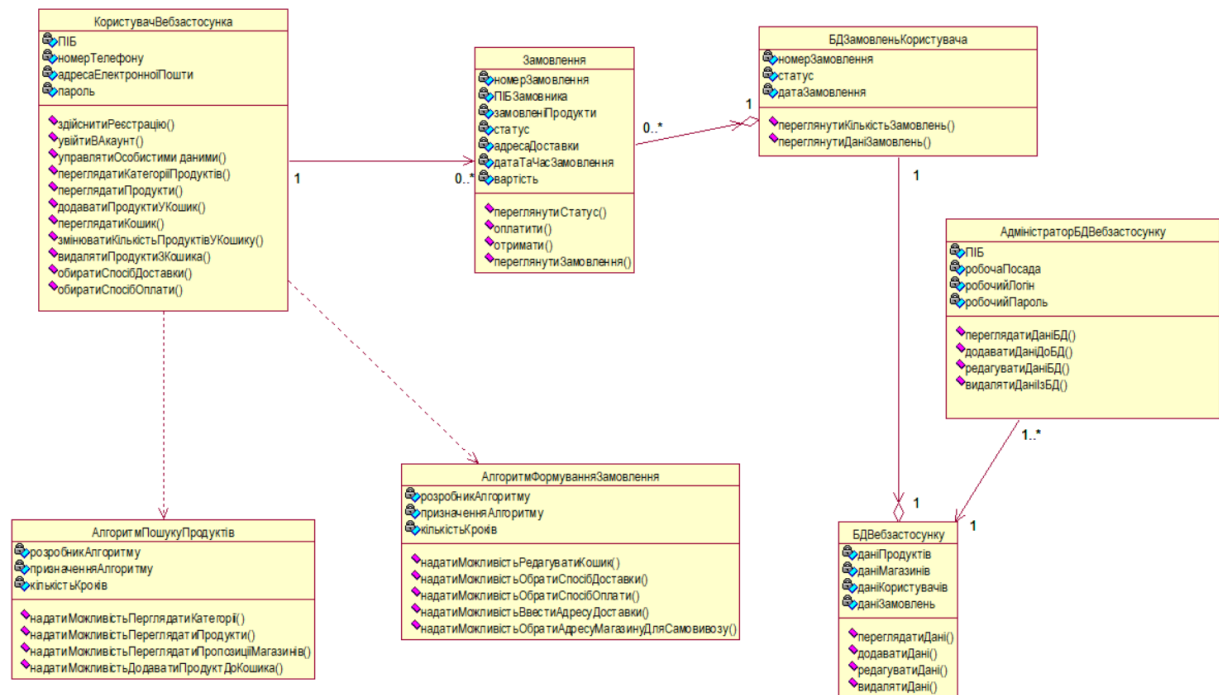 КористувачВебзастосунка
ПІБ
номерТелефону
адресаЕлектронноїПошти
пароль
здійснитиРеєстрацію()
увійтиВАкаунт()
управлятиОсобистими даними()
переглядатиКатегоріїПродуктів()
переглядатиПродукти()
додаватиПродуктиУКошик()
переглядатиКошик()
змінюватиКількістьПродуктівУКошику()
видалятиПродуктиЗКошика()
обиратиСпосібДоставки()
обиратиСпосібОплати()
1
0..*
Замовлення
номерЗамовлення
ПІБЗамовника
замовленіПродукти
статус
адресаДоставки
датаТаЧасЗамовлення
вартість
переглянутиСтатус()
оплатити()
отримати()
переглянутиЗамовлення()
0..*
1
БДЗамовленьКористувача
номерЗамовлення
статус
датаЗамовлення
переглянутиКількістьЗамовлень()
переглянутиДаніЗамовлень()
1
1
АдміністраторБДВебзастосунку
ПІБ
робочаПосада
робочийЛогін
робочийПароль
переглядатиДаніБД()
додаватиДаніДоБД()
редагуватиДаніБД()
видалятиДаніІзБД()
1..*
1
АлгоритмПошукуПродуктів
розробникАлгоритму
призначенняАлгоритму
кількістьКроків
надатиМожливістьПерглядатиКатегорії()
надатиМожливістьПереглядатиПродукти()
надатиМожливістьПереглядатиПропозиціїМагазинів()
надатиМожливістьДодаватиПродуктДоКошика()
АлгоритмФормуванняЗамовлення
розробникАлгоритму
призначенняАлгоритму
кількістьКроків
надатиМожливістьРедагуватиКошик()
надатиМожливістьОбратиСпосібДоставки()
надатиМожливістьОбратиСпосібОплати()
надатиМожливістьВвестиАдресуДоставки()
надатиМожливістьОбратиАдресуМагазинуДляСамовивозу()
БДВебзастосунку
даніПродуктів
даніМагазинів
даніКористувачів
даніЗамовлень
переглядатиДані()
додаватиДані()
редагуватиДані()
видалятиДані()